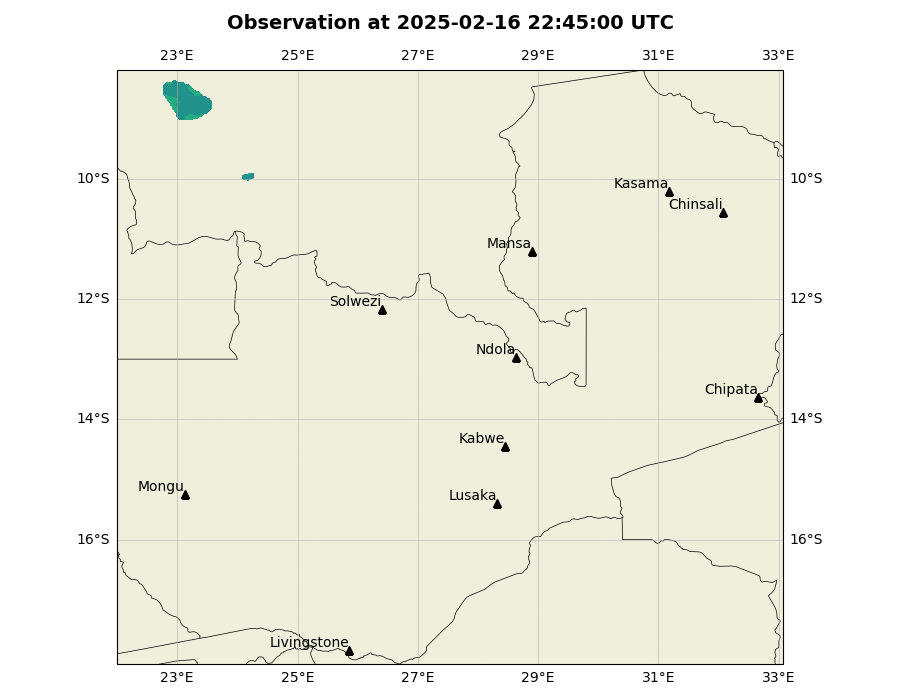 Observation at 2025-02-16 22:45:00 UTC
23°E 25°E 27°E 29°E 31°E 33°E
10°S 10°S
Kasama
Chinsali
Mansa
12°S 12°S
Solwezi
Ndola
Chipata
14°S 14°S
Kabwe
Mongu
Lusaka
16°S 16°S
Livingstone
23°E 25°E 27°E 29°E 31°E 33°E